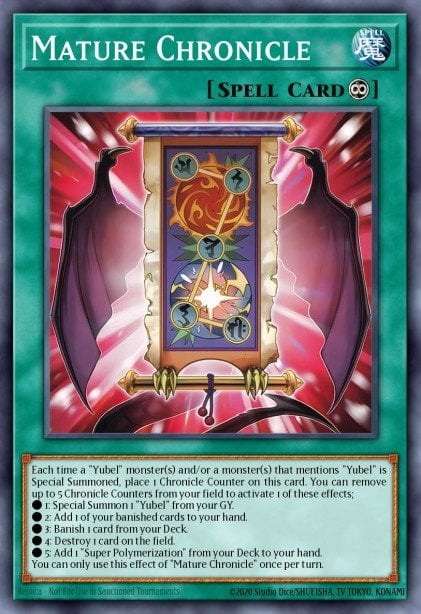 MATURE CHRONICLE
SPELL
魔
[SPELL CARD]
Each time a "Yubel" monster(s) and/or a monster(s) that mentions "Yubel" is
Special Summoned, place 1 Chronicle Counter on this card. You can remove
up to 5 Chronicle Counters from your field to activate 1 of these effects;
● 1: Special Summon 1 "Yubel" from your GY.
● 2: Add 1 of your banished cards to your hand.
● 3: Banish 1 card from your Deck.
● 4: Destroy 1 card on the field.
● 5: Add 1 "Super Polymerization" from your Deck to your hand.
You can only use this effect of "Mature Chronicle" once per turn.
Replica - Not For Use in Sanctioned Tournaments
©2020 Studio Dice/SHUEISHA, TV TOKYO, KONAMI